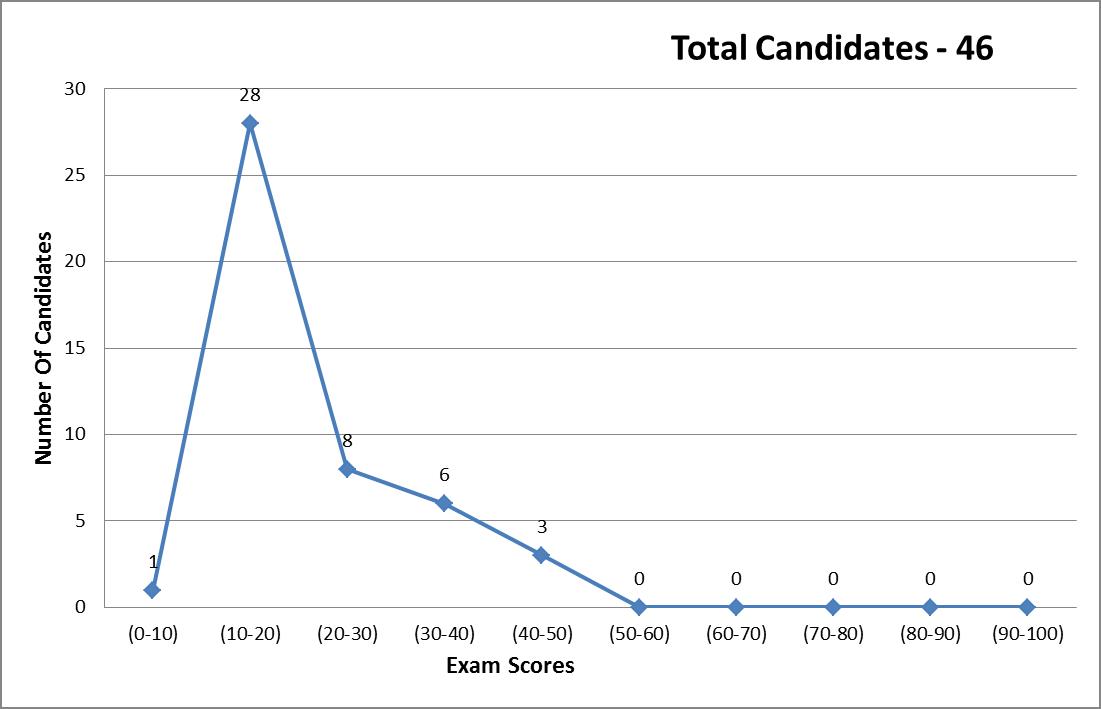 Total Candidates - 46
30
28
25
20
15
10
8
6
5
3
1
0 0 0 0 0
0
(0-10) (10-20) (20-30) (30-40) (40-50) (50-60) (60-70) (70-80) (80-90) (90-100)
Exam Scores
Number Of Candidates